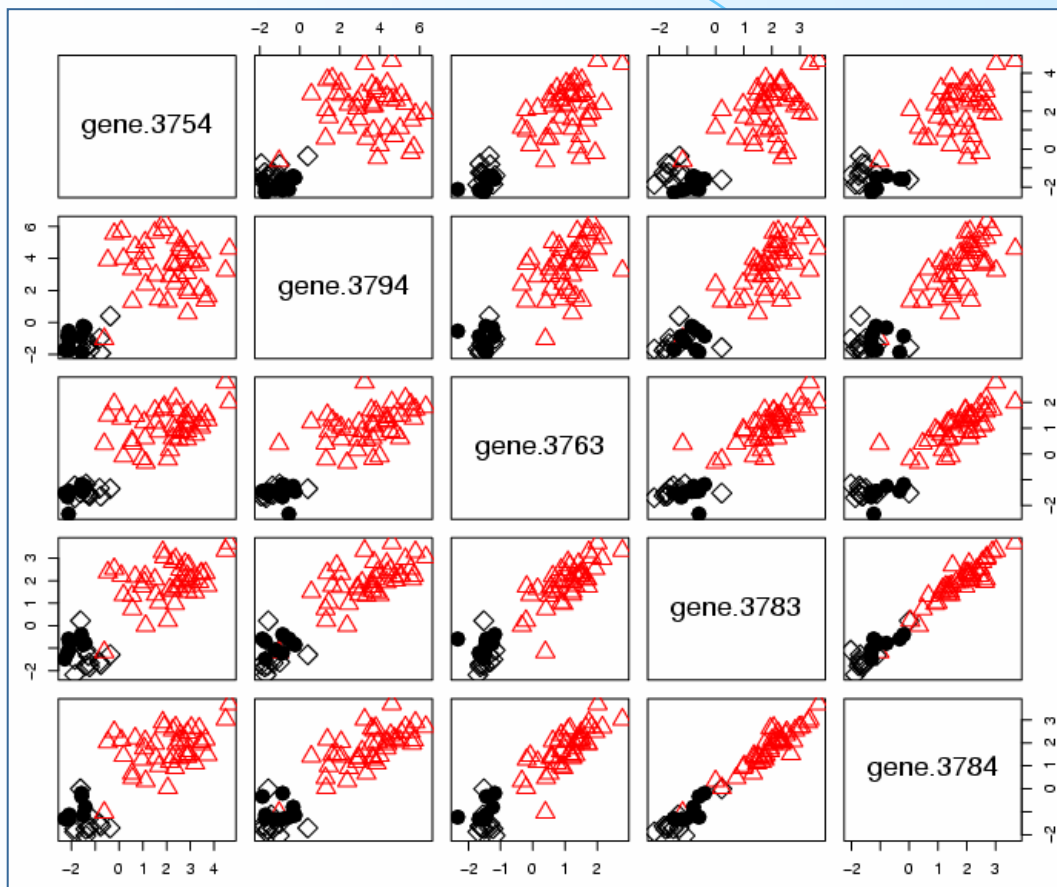 -2 0 2 4 6
-2 0 1 2 3
gene.3754
-2 0 2 4
6 4 2 0 -2
gene.3794
gene.3763
-2 0 1 2
3 2 1 0 -2
gene.3783
gene.3784
-2 0 1 2 3
-2 0 1 2 3 4
-2 -1 0 1 2
-2 0 1 2 3